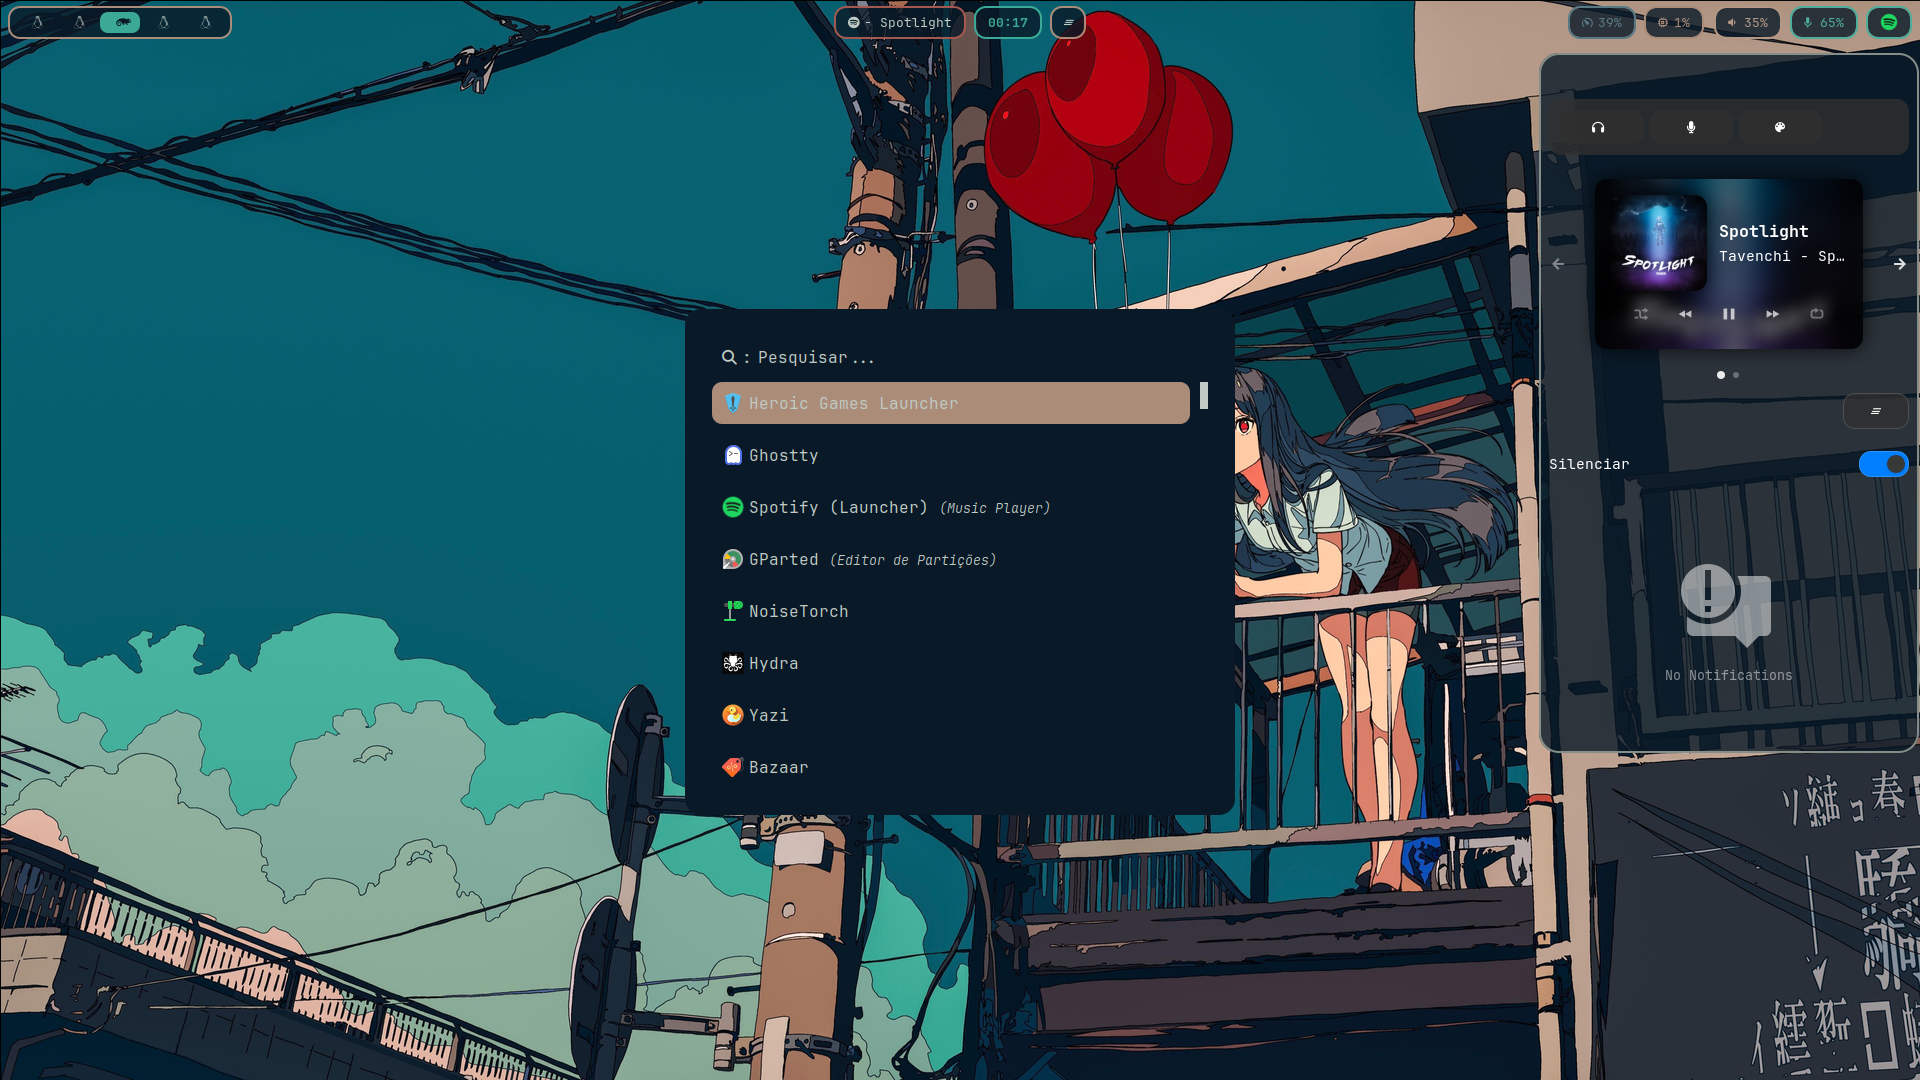 - Spotlight
00:17
39%
1%
35%
65%
SPOTLIGHT
Spotlight
Tavenchi - Sp…
: Pesquisar...
Heroic Games Launcher
Ghostty
Spotify (Launcher) (Music Player)
GParted (Editor de Partições)
NoiseTorch
Hydra
Yazi
Bazaar
Silenciar
No Notifications